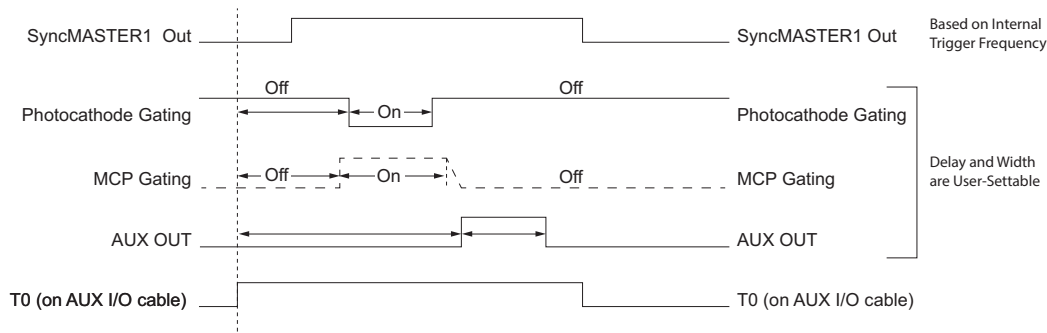 SyncMASTER1 Out
SyncMASTER1 Out
Based on Internal
Trigger Frequency
Off
Off
Photocathode Gating
On
Photocathode Gating
MCP Gating
Off
On
Off
MCP Gating
Delay and Width
are User-Settable
AUX OUT
AUX OUT
T0 (on AUX I/O cable)
T0 (on AUX I/O cable)